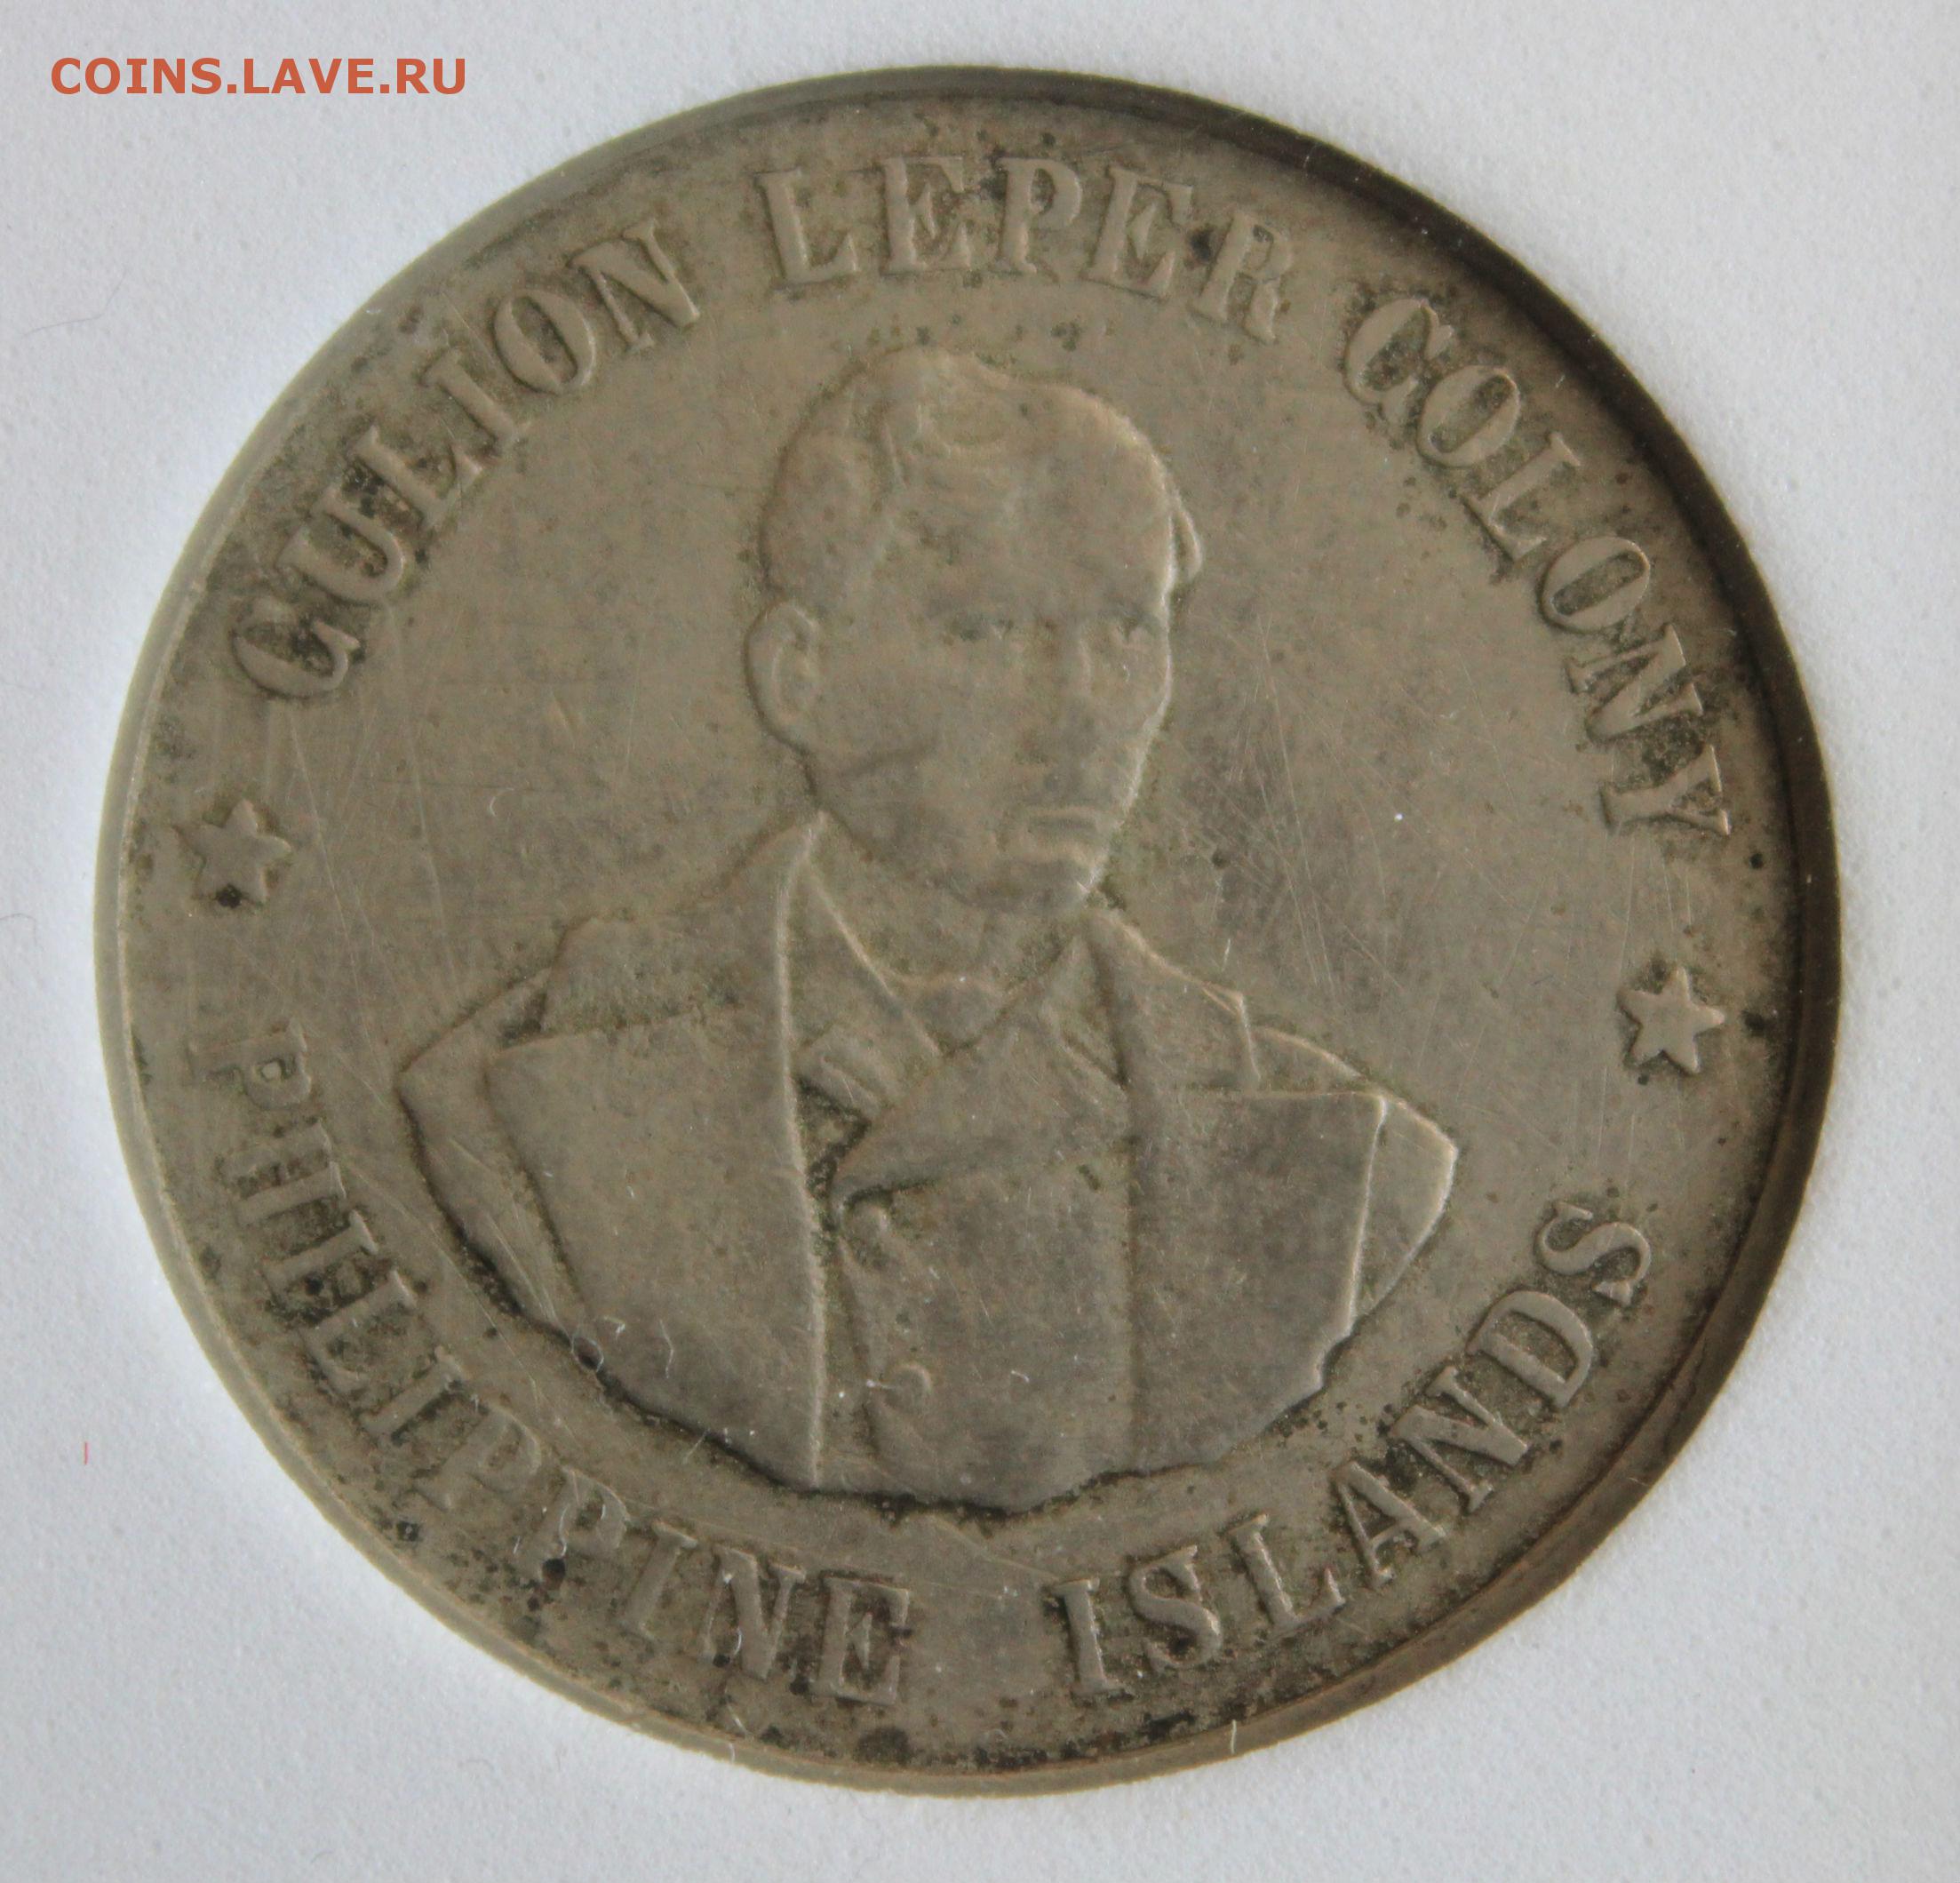 COINS.LAVE.RU
CULION LEPER COLONY
PHILIPPINE ISLANDS